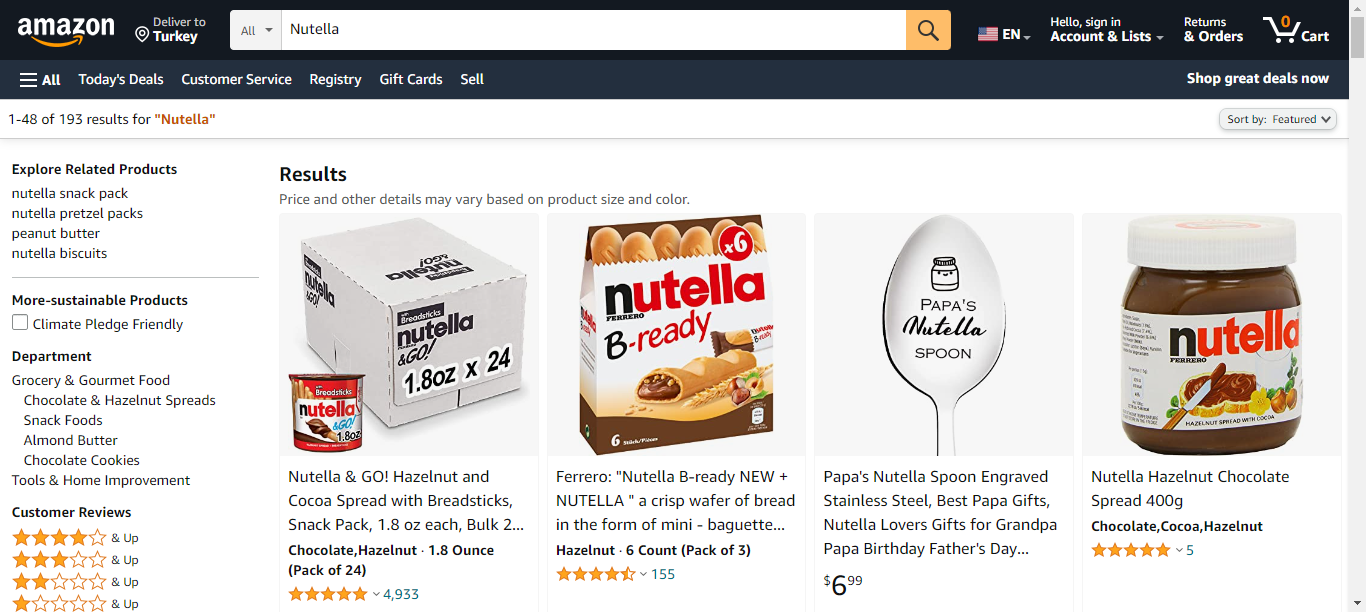 amazon
Deliver to
Turkey
All
Nutella
EN
Hello, sign in
Account & Lists
Returns
& Orders
0
Cart
All
Today's Deals
Customer Service
Registry
Gift Cards
Sell
Shop great deals now
1-48 of 193 results for "Nutella"
Sort by: Featured
Explore Related Products
nutella snack pack
nutella pretzel packs
peanut butter
nutella biscuits
More-sustainable Products
Climate Pledge Friendly
Department
Grocery & Gourmet Food
Chocolate & Hazelnut Spreads
Snack Foods
Almond Butter
Chocolate Cookies
Tools & Home Improvement
Customer Reviews
& Up
& Up
& Up
& Up
Results
Price and other details may vary based on product size and color.
nutella
&GO!
Breadsticks
nutella
&GO!
1.8oz x 24
Breadsticks
nutella
&GO!
1.8oz
Nutella & GO! Hazelnut and
Cocoa Spread with Breadsticks,
Snack Pack, 1.8 oz each, Bulk 2...
Chocolate,Hazelnut · 1.8 Ounce
(Pack of 24)
4,933
x6
nutella
FERRERO
B-ready
6 Stück/Pièces
Ferrero: "Nutella B-ready NEW +
NUTELLA " a crisp wafer of bread
in the form of mini - baguette...
Hazelnut · 6 Count (Pack of 3)
155
PAPA'S
Nutella
SPOON
Papa's Nutella Spoon Engraved
Stainless Steel, Best Papa Gifts,
Nutella Lovers Gifts for Grandpa
Papa Birthday Father's Day...
$6.99
nutella
FERRERO
HAZELNUT SPREAD WITH COCOA
Nutella Hazelnut Chocolate
Spread 400g
Chocolate,Cocoa,Hazelnut
5